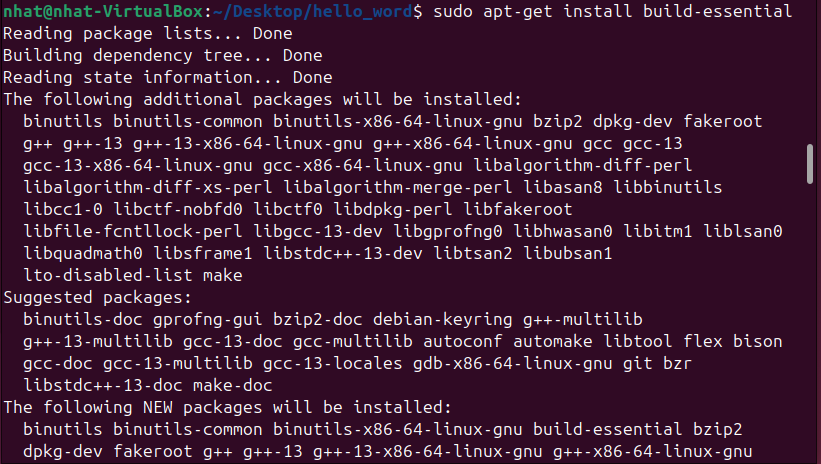 nhat@nhat-VirtualBox:~/Desktop/hello_word$ sudo apt-get install build-essential
Reading package lists... Done
Building dependency tree... Done
Reading state information... Done
The following additional packages will be installed:
  binutils binutils-common binutils-x86-64-linux-gnu bzip2 dpkg-dev fakeroot
  g++ g++-13 g++-13-x86-64-linux-gnu g++-x86-64-linux-gnu gcc gcc-13
  gcc-13-x86-64-linux-gnu gcc-x86-64-linux-gnu libalgorithm-diff-perl
  libalgorithm-diff-xs-perl libalgorithm-merge-perl libasan8 libbinutils
  libcc1-0 libctf-nobfd0 libctf0 libdpkg-perl libfakeroot
  libfile-fcntllock-perl libgcc-13-dev libgprofng0 libhwasan0 libitm1 liblsan0
  libquadmath0 libsframe1 libstdc++-13-dev libtsan2 libubsan1
  lto-disabled-list make
Suggested packages:
  binutils-doc gprofng-gui bzip2-doc debian-keyring g++-multilib
  g++-13-multilib gcc-13-doc gcc-multilib autoconf automake libtool flex bison
  gcc-doc gcc-13-multilib gcc-13-locales gdb-x86-64-linux-gnu git bzr
  libstdc++-13-doc make-doc
The following NEW packages will be installed:
  binutils binutils-common binutils-x86-64-linux-gnu build-essential bzip2
  dpkg-dev fakeroot g++ g++-13 g++-13-x86-64-linux-gnu g++-x86-64-linux-gnu